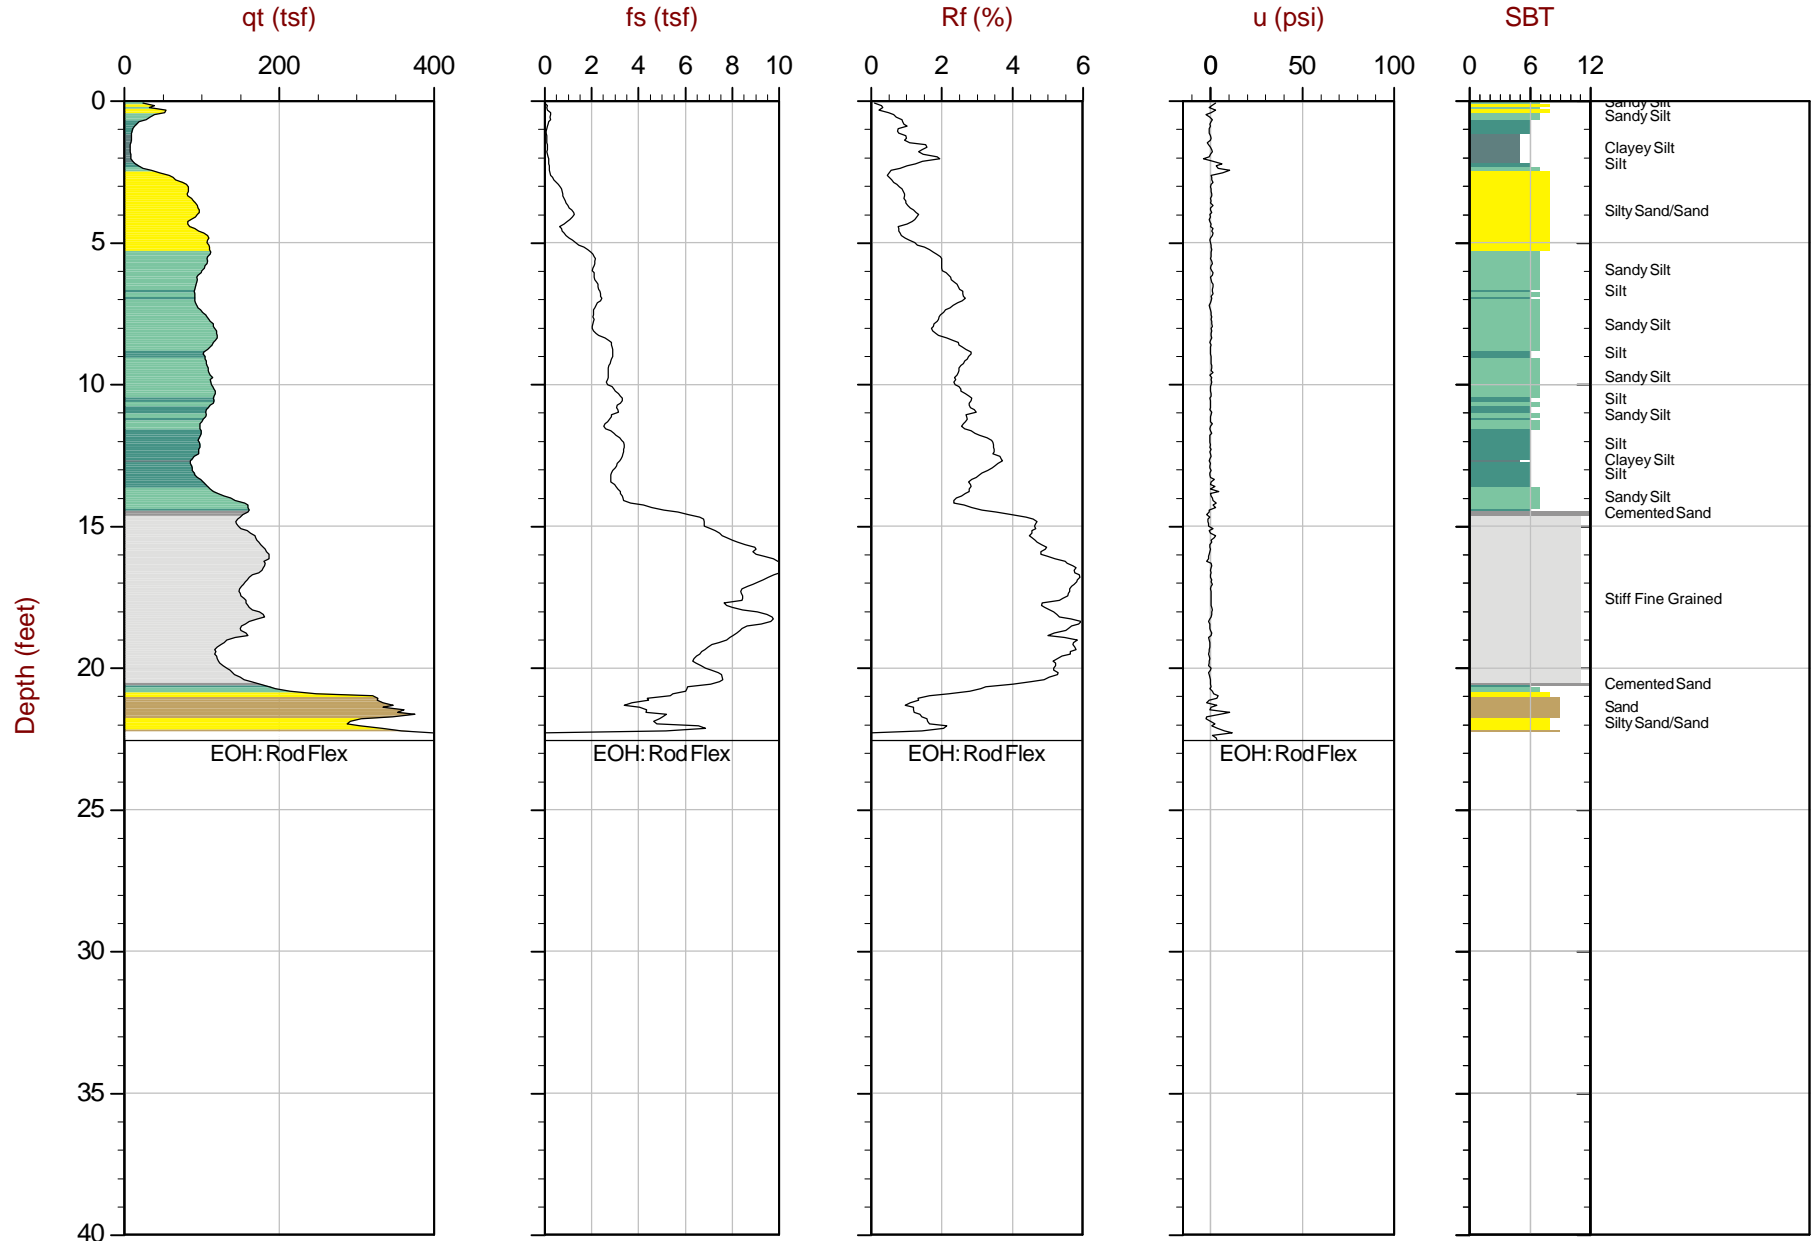 qt (tsf) fs (tsf) Rf (%) u (psi) SBT
0 200 400 0 2 4 6 8 10 0 2 4 6 0 50 100 0 6 12
0
Sandy Silt
Sandy Silt
Clayey Silt
Silt
Silty Sand/Sand
5
Sandy Silt
Silt
Sandy Silt
Silt
Sandy Silt
10
Silt
Sandy Silt
Silt
Clayey Silt
Silt
Sandy Silt
Cemented Sand
15
Stiff Fine Grained
20
Cemented Sand
Sand
Silty Sand/Sand
Depth (feet)
EOH: Rod Flex EOH: Rod Flex EOH: Rod Flex EOH: Rod Flex
25
30
35
40